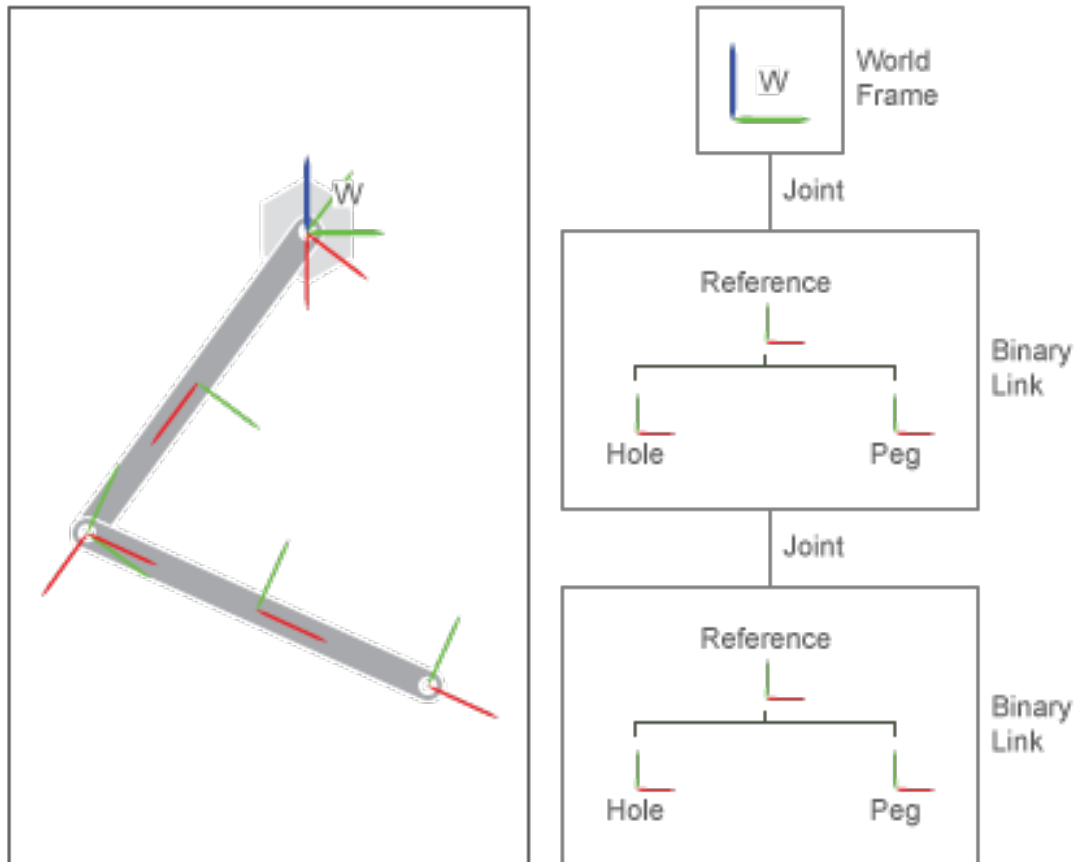 W
W
World
Frame
Joint
Reference
Binary
Link
Hole
Peg
Joint
Reference
Binary
Link
Hole
Peg